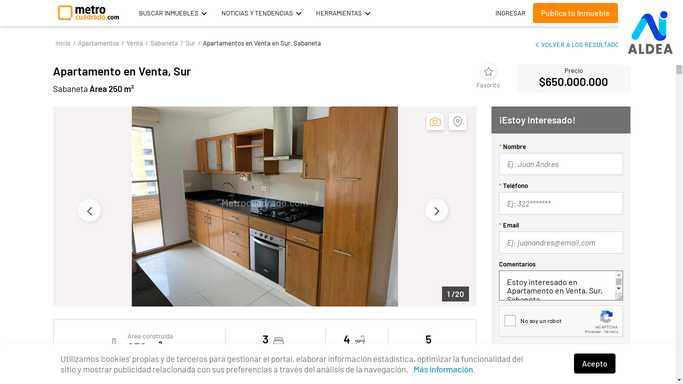 metro
cuadrado.com
BUSCAR INMUEBLES
NOTICIAS Y TENDENCIAS
HERRAMIENTAS
INGRESAR
Publica tu inmueble
AI
ALDEA
Inicio / Apartamentos / Venta / Sabaneta / Sur / Apartamentos en Venta en Sur, Sabaneta
VOLVER A LOS RESULTADO
Apartamento en Venta, Sur
Sabaneta Área 250 m²
Favorito
Precio
$650.000.000
Metrocuadrado.com
1 / 20
¡Estoy Interesado!
* Nombre
Ej: Juan Andres
* Teléfono
Ej: 322*******
* Email
Ej: juanandres@email.com
Comentarios
Estoy interesado en
Apartamento en Venta, Sur,
Sabaneta
No soy un robot
reCAPTCHA
Privacidad - Términos
Área construida
3
4
5
Utilizamos 'cookies' propias y de terceros para gestionar el portal, elaborar información estadística, optimizar la funcionalidad del
sitio y mostrar publicidad relacionada con sus preferencias a través del análisis de la navegación. Más información.
Acepto